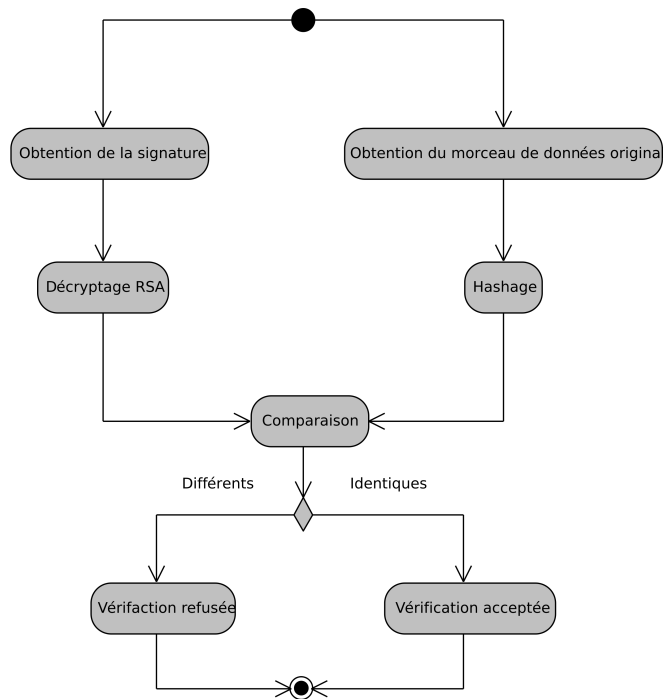 Obtention de la signature
Obtention du morceau de données origina
Décryptage RSA
Hashage
Comparaison
Différents
Identiques
Vérifaction refusée
Vérification acceptée